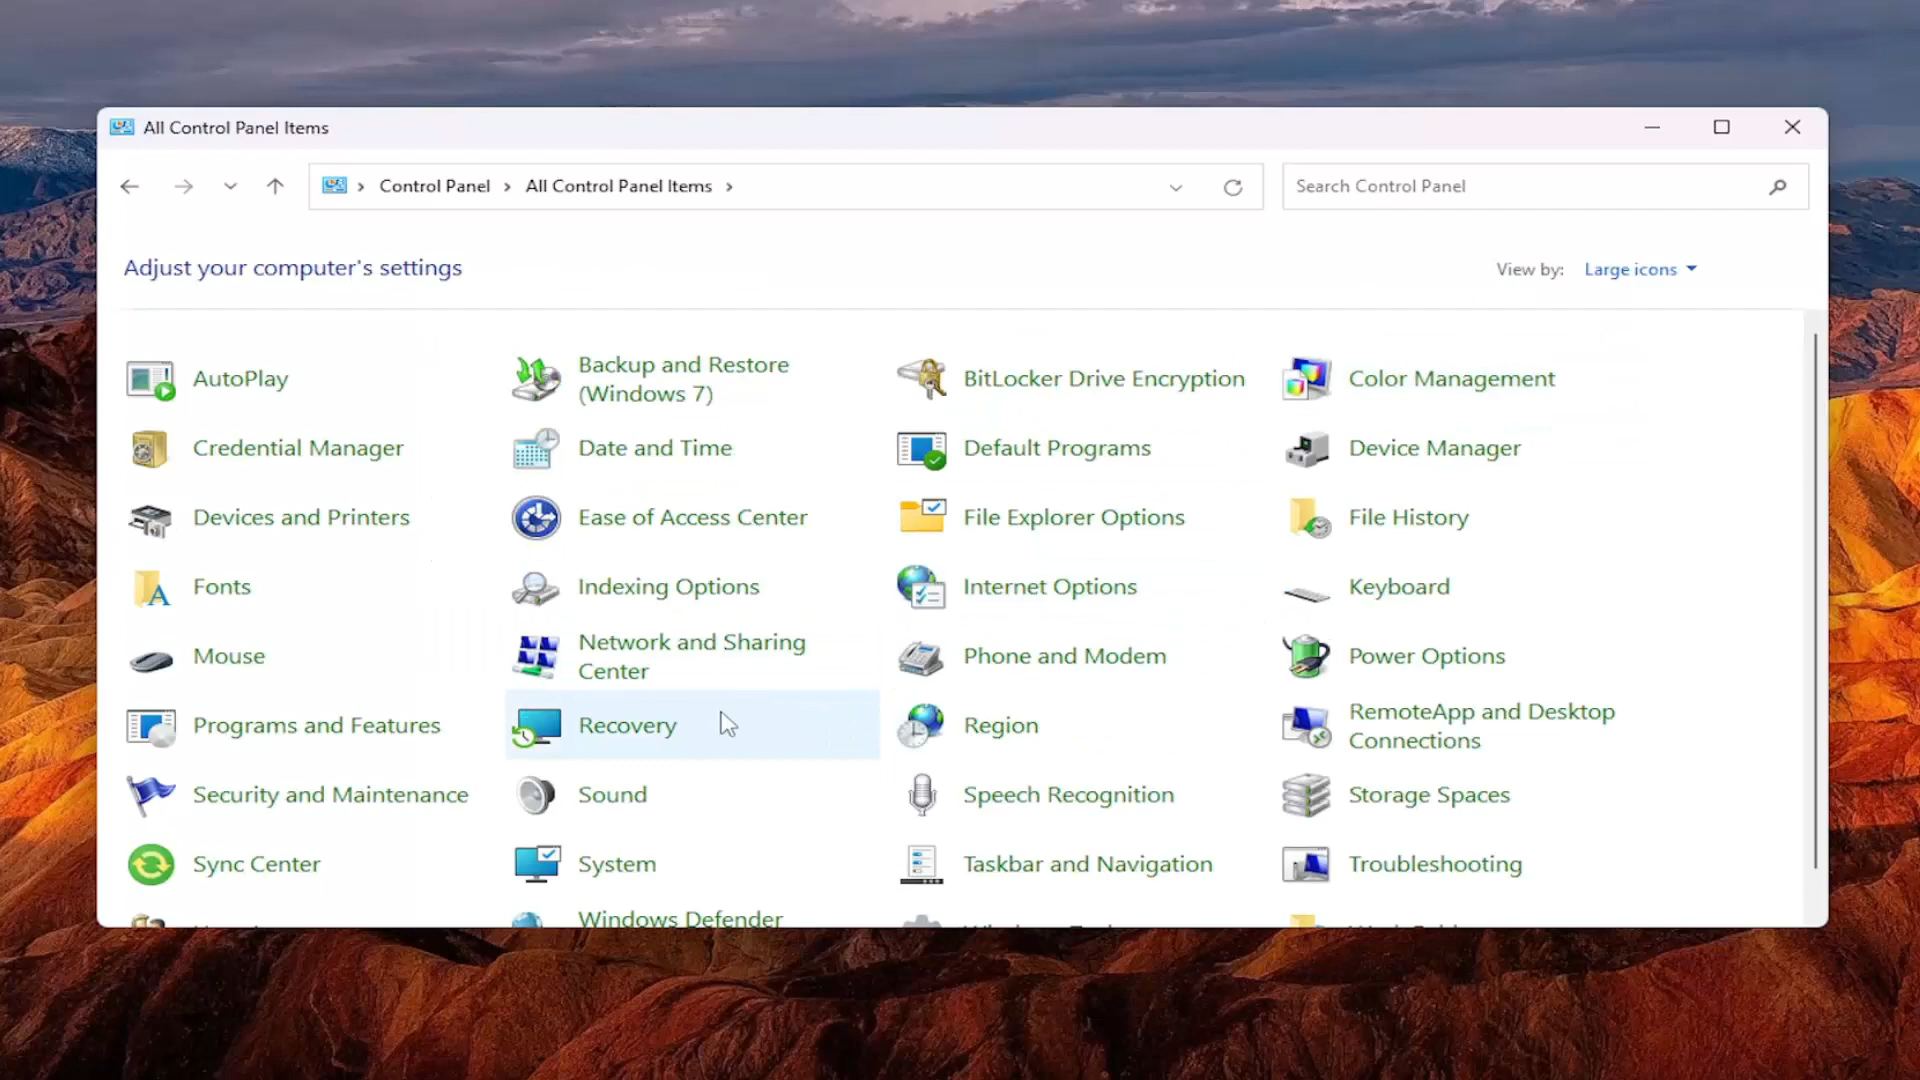 All Control Panel Items
Control Panel
All Control Panel Items
Search Control Panel
Adjust your computer's settings
View by: Large icons
AutoPlay
Backup and Restore
(Windows 7)
BitLocker Drive Encryption
Color Management
Credential Manager
Date and Time
Default Programs
Device Manager
Devices and Printers
Ease of Access Center
File Explorer Options
File History
Fonts
Indexing Options
Internet Options
Keyboard
Mouse
Network and Sharing
Center
Phone and Modem
Power Options
Programs and Features
Recovery
Region
RemoteApp and Desktop
Connections
Security and Maintenance
Sound
Speech Recognition
Storage Spaces
Sync Center
System
Taskbar and Navigation
Troubleshooting
Windows Defender